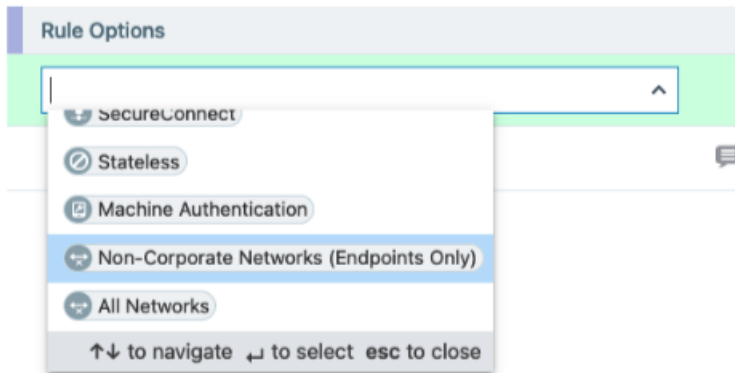 Rule Options
SecureConnect
Stateless
Machine Authentication
Non-Corporate Networks (Endpoints Only)
All Networks
↑↓ to navigate ↵ to select esc to close